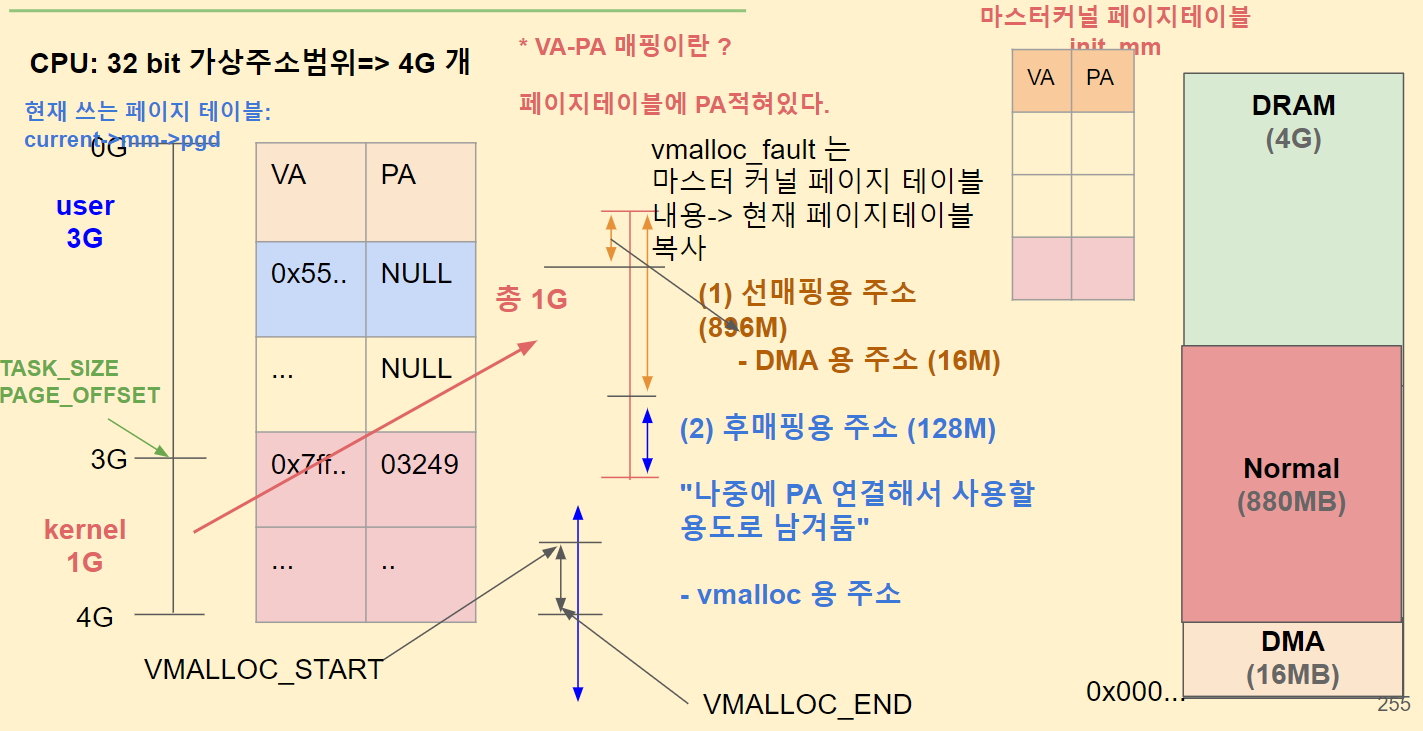 마스터커널 페이지테이블
init_mm
* VA-PA 매핑이란 ?
CPU: 32 bit 가상주소범위=> 4G 개
페이지테이블에 PA적혀있다.
현재 쓰는 페이지 테이블:
current->mm->pgd
0G
VA PA
VA PA
DRAM
(4G)
vmalloc_fault 는
마스터 커널 페이지 테이블
내용-> 현재 페이지테이블
복사
user
3G
0x55.. NULL
총 1G
(1) 선매핑용 주소
(896M)
- DMA 용 주소 (16M)
... NULL
TASK_SIZE
PAGE_OFFSET
3G
0x7ff.. 03249
(2) 후매핑용 주소 (128M)
Normal
(880MB)
"나중에 PA 연결해서 사용할
용도로 남겨둠"
kernel
1G
... ..
- vmalloc 용 주소
4G
DMA
(16MB)
VMALLOC_START
VMALLOC_END
0x000...
255